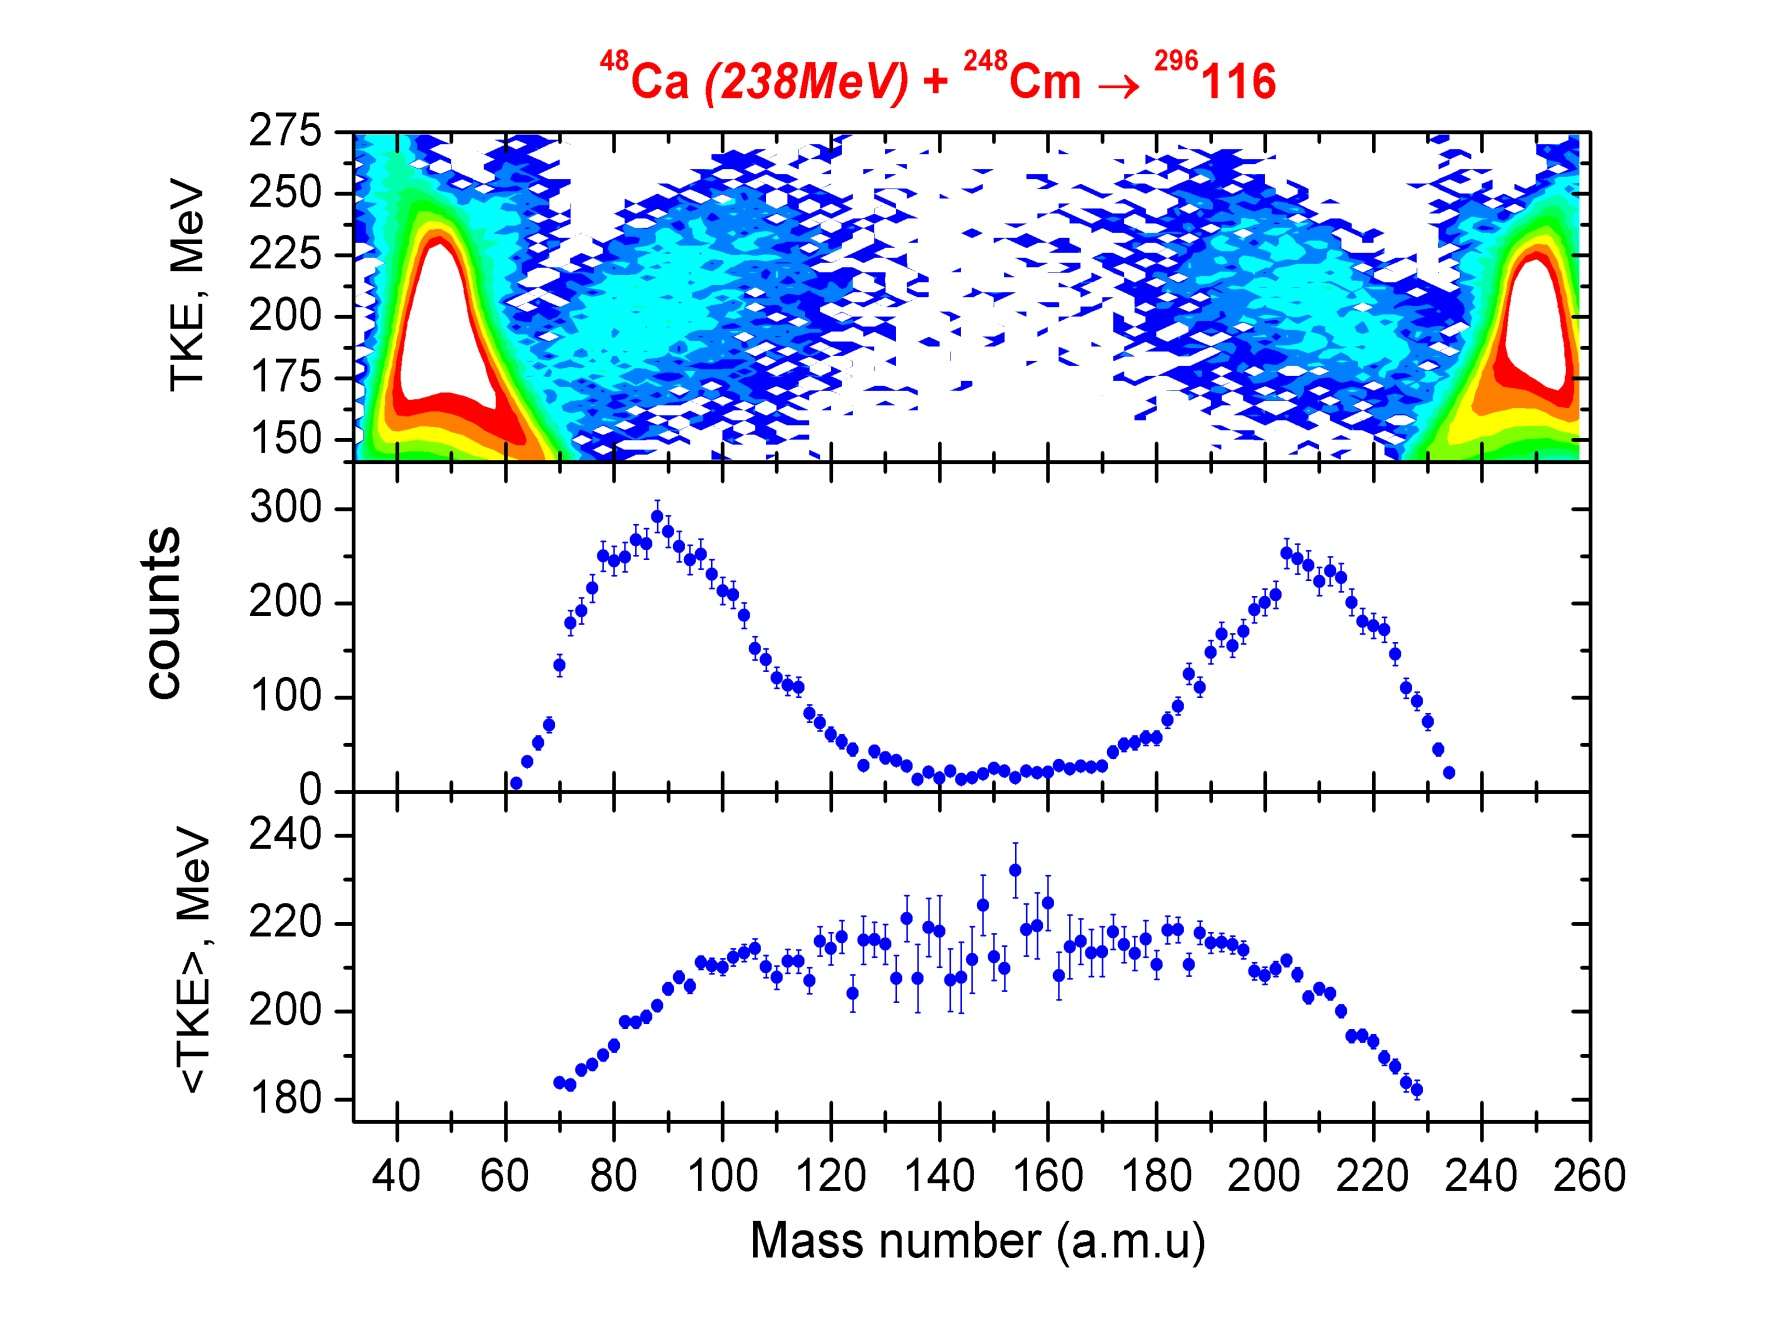 ⁴⁸Ca (238MeV) + ²⁴⁸Cm → ²⁹⁶116
275
250
225
200
175
150
TKE, MeV
300
200
100
0
counts
240
220
200
180
<TKE>, MeV
40 60 80 100 120 140 160 180 200 220 240 260
Mass number (a.m.u)